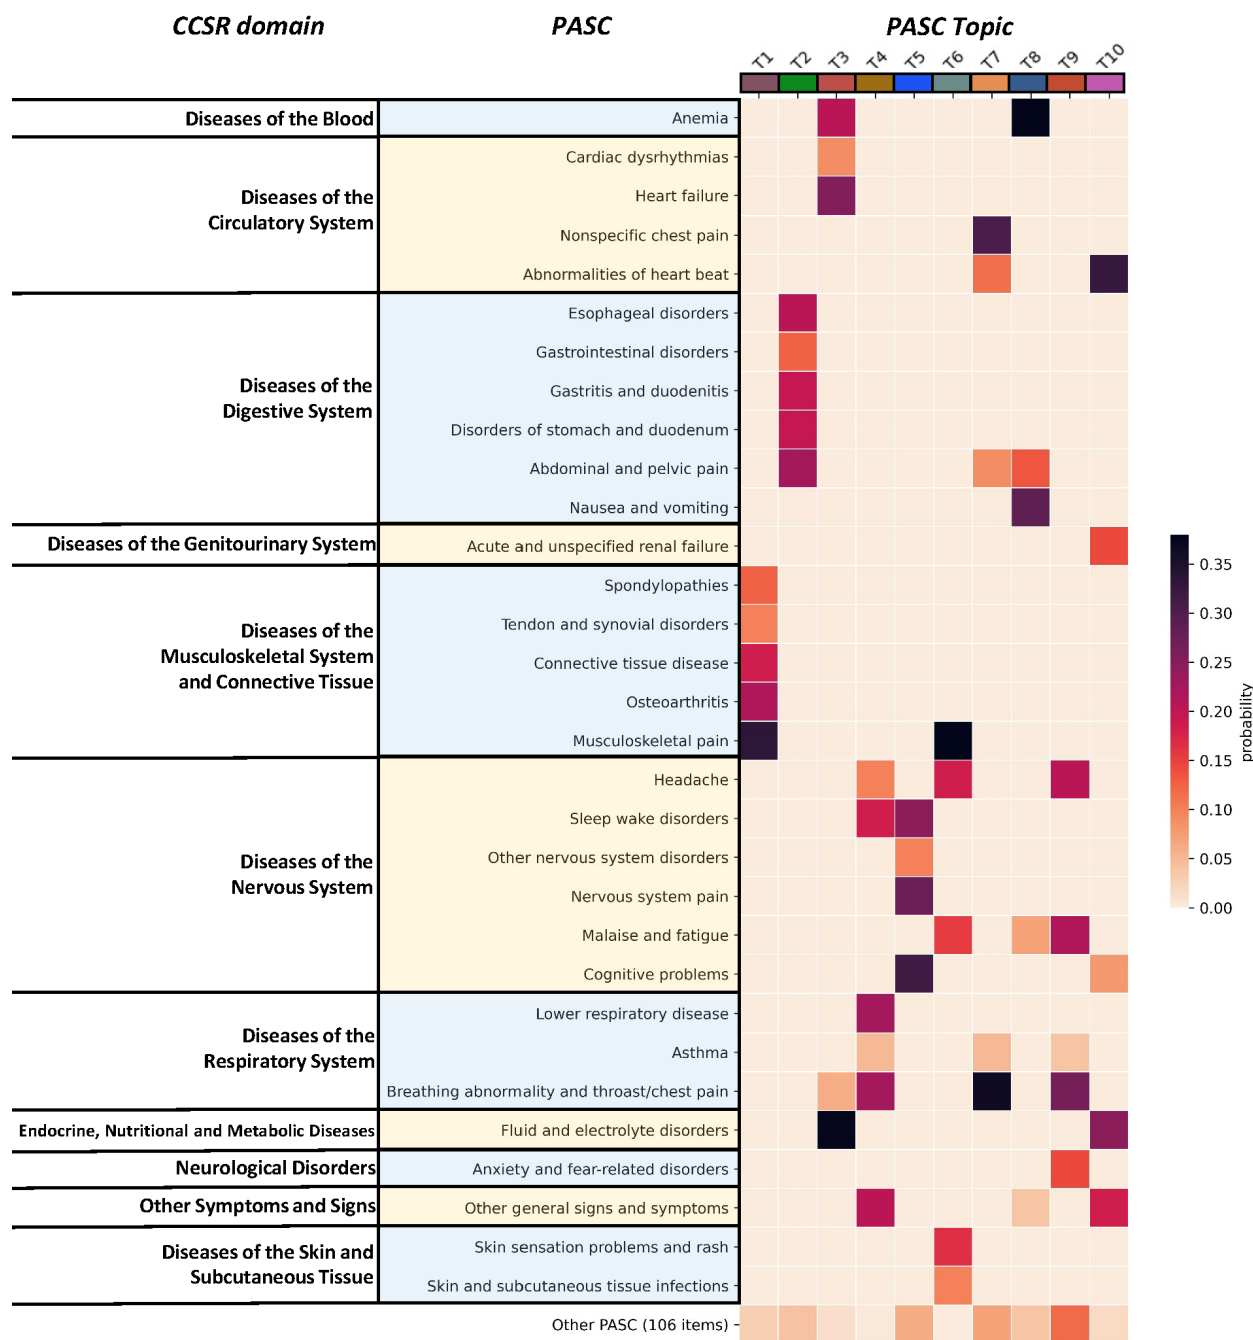 CCSR domain PASC PASC Topic
T1 T2 T3 T4 T5 T6 T7 T8 T9 T10
Diseases of the Blood
Anemia
Diseases of the
Circulatory System
Cardiac dysrhythmias
Heart failure
Nonspecific chest pain
Abnormalities of heart beat
Diseases of the
Digestive System
Esophageal disorders
Gastrointestinal disorders
Gastritis and duodenitis
Disorders of stomach and duodenum
Abdominal and pelvic pain
Nausea and vomiting
Diseases of the Genitourinary System
Acute and unspecified renal failure
Diseases of the
Musculoskeletal System
and Connective Tissue
Spondylopathies
Tendon and synovial disorders
Connective tissue disease
Osteoarthritis
Musculoskeletal pain
Diseases of the
Nervous System
Headache
Sleep wake disorders
Other nervous system disorders
Nervous system pain
Malaise and fatigue
Cognitive problems
Diseases of the
Respiratory System
Lower respiratory disease
Asthma
Breathing abnormality and throast/chest pain
Endocrine, Nutritional and Metabolic Diseases
Fluid and electrolyte disorders
Neurological Disorders
Anxiety and fear-related disorders
Other Symptoms and Signs
Other general signs and symptoms
Diseases of the Skin and
Subcutaneous Tissue
Skin sensation problems and rash
Skin and subcutaneous tissue infections
Other PASC (106 items)
0.35
0.30
0.25
0.20
0.15
0.10
0.05
0.00
probability